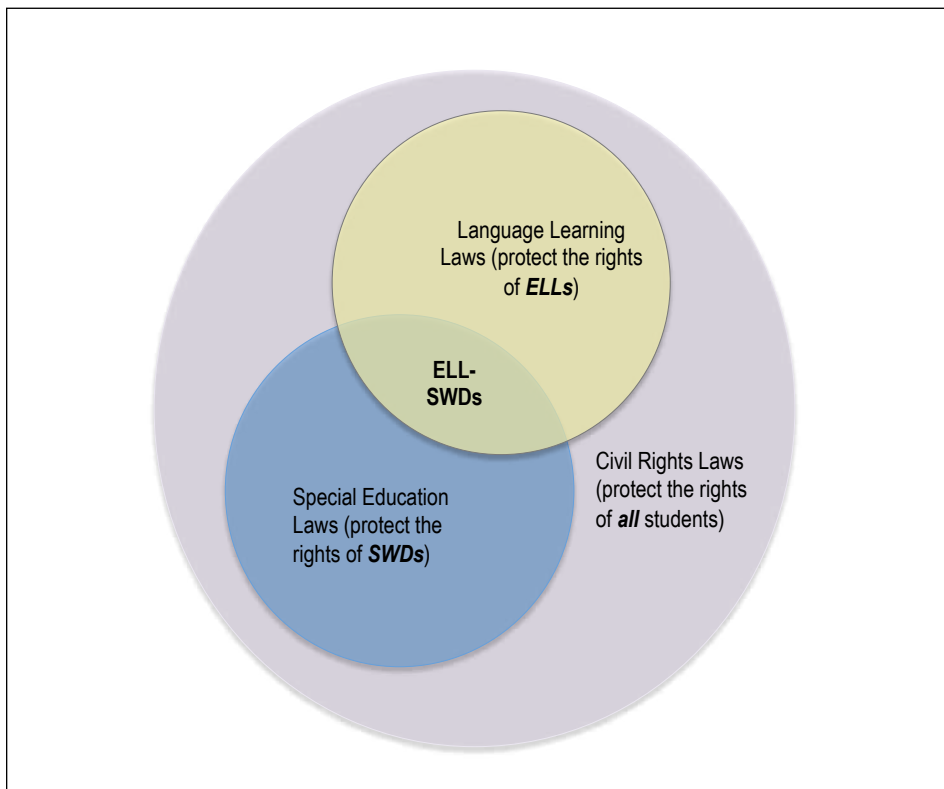 Language Learning
Laws (protect the rights
of ELLs)
ELL-
SWDs
Civil Rights Laws
(protect the rights
of all students)
Special Education
Laws (protect the
rights of SWDs)